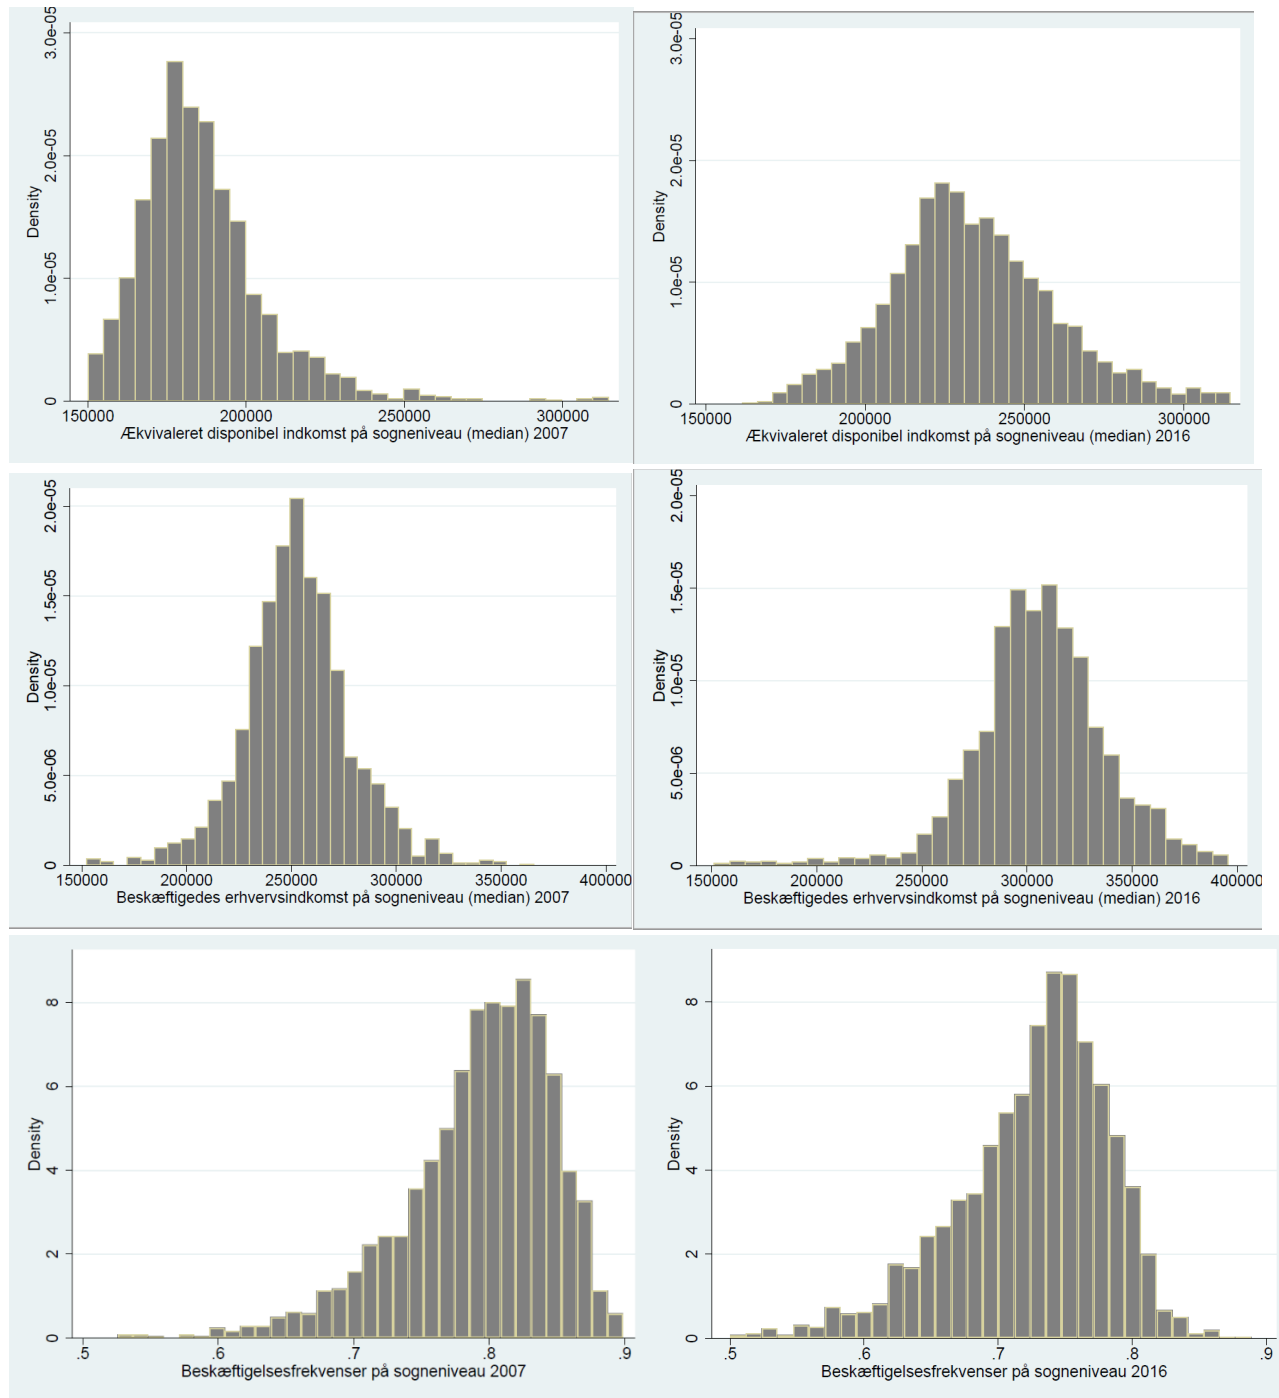 3.0e-05
2.0e-05
1.0e-05
0
Density
150000 200000 250000 300000
Ækvivaleret disponibel indkomst på sogneniveau (median) 2007
3.0e-05
2.0e-05
1.0e-05
0
Density
150000 200000 250000 300000
Ækvivaleret disponibel indkomst på sogneniveau (median) 2016
2.0e-05
1.5e-05
1.0e-05
5.0e-06
0
Density
150000 200000 250000 300000 350000 400000
Beskæftigedes erhvervsindkomst på sogneniveau (median) 2007
2.0e-05
1.5e-05
1.0e-05
5.0e-06
0
Density
150000 200000 250000 300000 350000 400000
Beskæftigedes erhvervsindkomst på sogneniveau (median) 2016
8
6
4
2
0
Density
.5 .6 .7 .8 .9
Beskæftigelsesfrekvenser på sogneniveau 2007
8
6
4
2
0
Density
.5 .6 .7 .8 .9
Beskæftigelsesfrekvenser på sogneniveau 2016